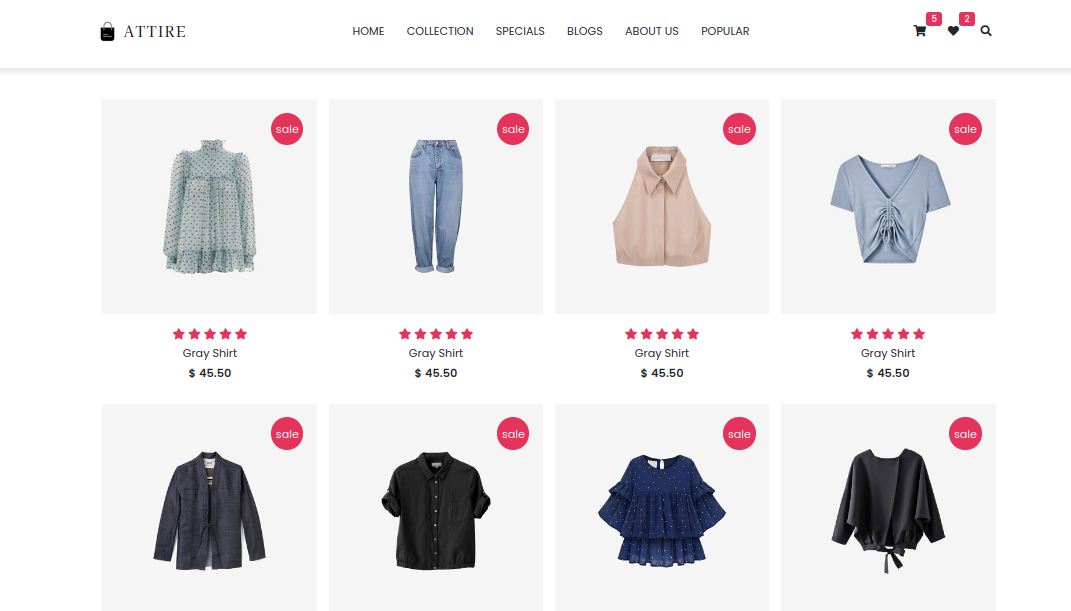 ATTIRE HOME COLLECTION SPECIALS BLOGS ABOUT US POPULAR 5 2
sale sale sale sale
Gray Shirt Gray Shirt Gray Shirt Gray Shirt
$ 45.50 $ 45.50 $ 45.50 $ 45.50
sale sale sale sale